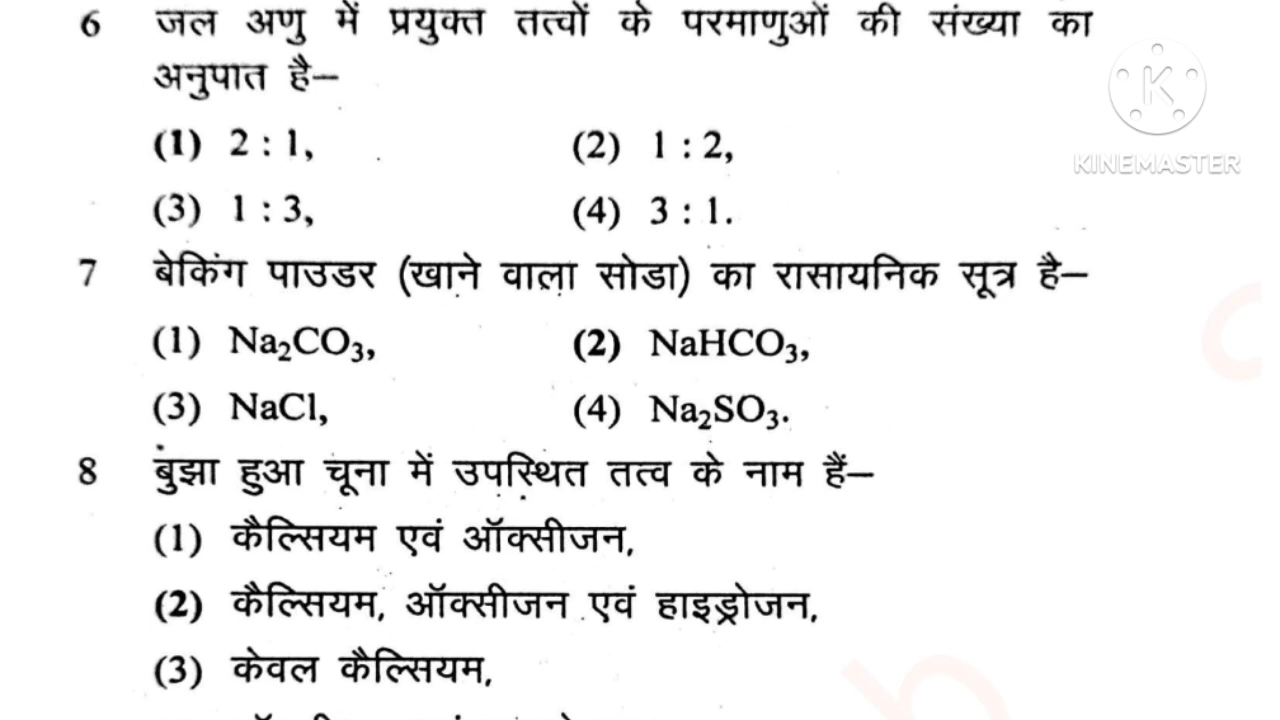 6 जल अणु में प्रयुक्त तत्वों के परमाणुओं की संख्या का
अनुपात है–
(1) 2 : 1,
(2) 1 : 2,
(3) 1 : 3,
(4) 3 : 1.
7 बेकिंग पाउडर (खाने वाला सोडा) का रासायनिक सूत्र है–
(1) Na₂CO₃,
(2) NaHCO₃,
(3) NaCl,
(4) Na₂SO₃.
8 बुझा हुआ चूना में उपस्थित तत्व के नाम हैं–
(1) कैल्सियम एवं ऑक्सीजन,
(2) कैल्सियम, ऑक्सीजन एवं हाइड्रोजन,
(3) केवल कैल्सियम,
K
KINEMASTER